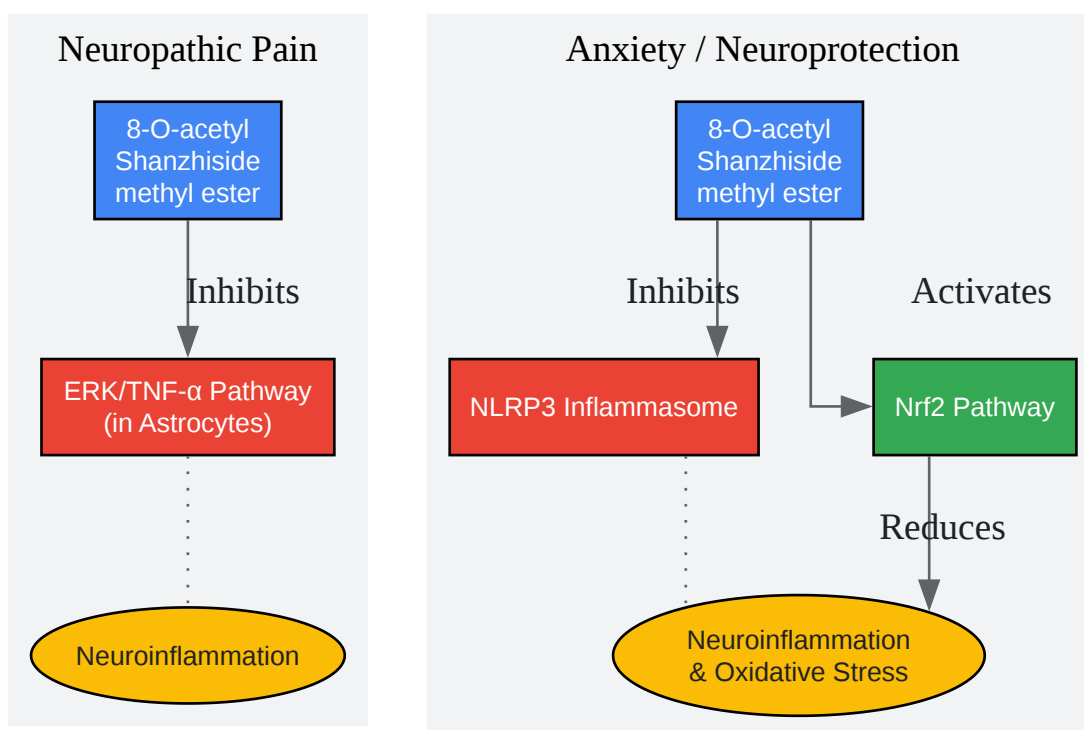 Neuropathic Pain
8-O-acetyl
Shanzhiside
methyl ester
Inhibits
ERK/TNF-α Pathway
(in Astrocytes)
Neuroinflammation
Anxiety / Neuroprotection
8-O-acetyl
Shanzhiside
methyl ester
Inhibits
Activates
NLRP3 Inflammasome
Nrf2 Pathway
Reduces
Neuroinflammation
& Oxidative Stress